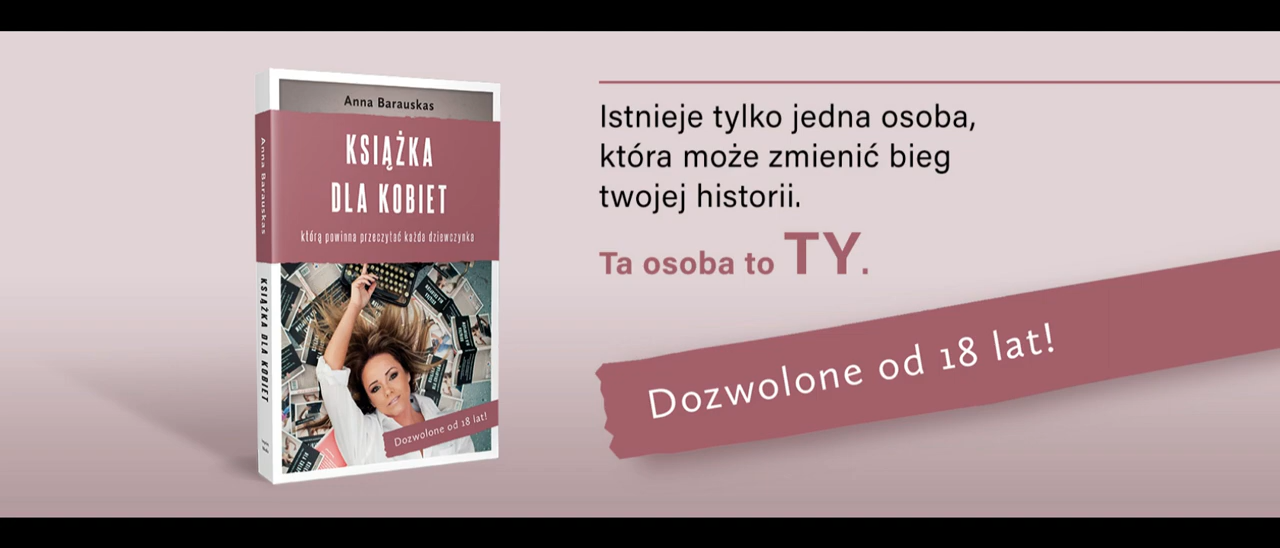 Anna Barauskas
KSIĄŻKA
DLA KOBIET
którą powinna przeczytać każda dziewczynka
Dozwolone od 18 lat!
Anna Barauskas
KSIĄŻKA DLA KOBIET
Istnieje tylko jedna osoba,
która może zmienić bieg
twojej historii.
Ta osoba to TY.
Dozwolone od 18 lat!